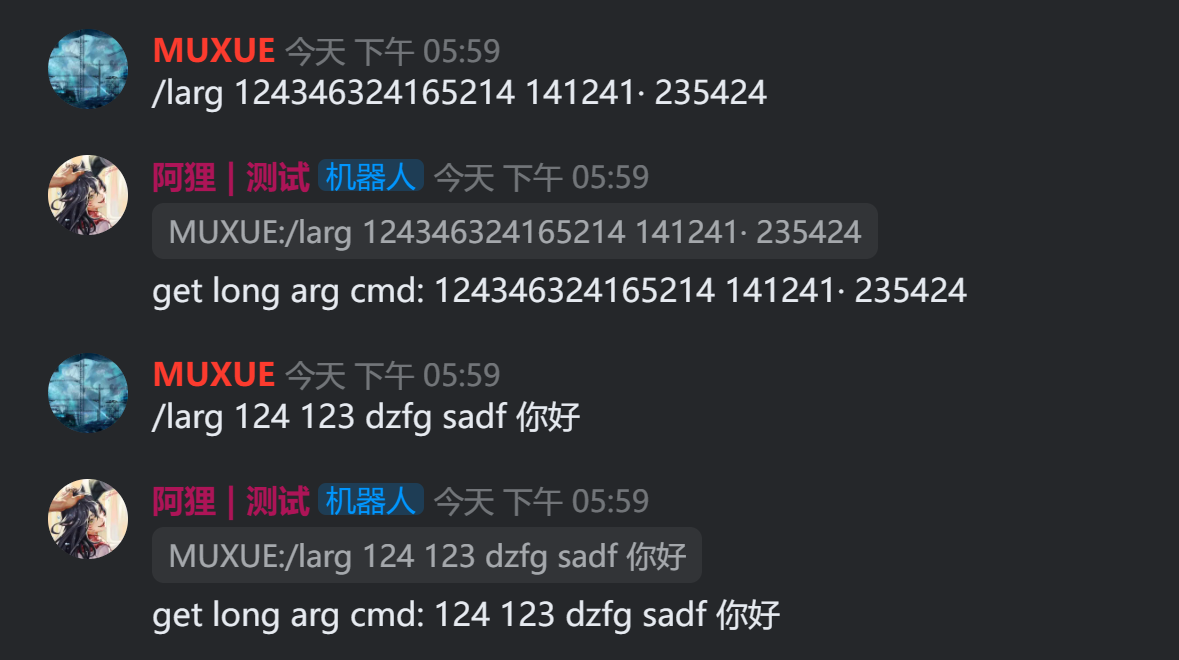 MUXUE 今天 下午 05:59
/larg 124346324165214 141241· 235424
阿狸 | 测试 机器人 今天 下午 05:59
MUXUE:/larg 124346324165214 141241· 235424
get long arg cmd: 124346324165214 141241· 235424
MUXUE 今天 下午 05:59
/larg 124 123 dzfg sadf 你好
阿狸 | 测试 机器人 今天 下午 05:59
MUXUE:/larg 124 123 dzfg sadf 你好
get long arg cmd: 124 123 dzfg sadf 你好